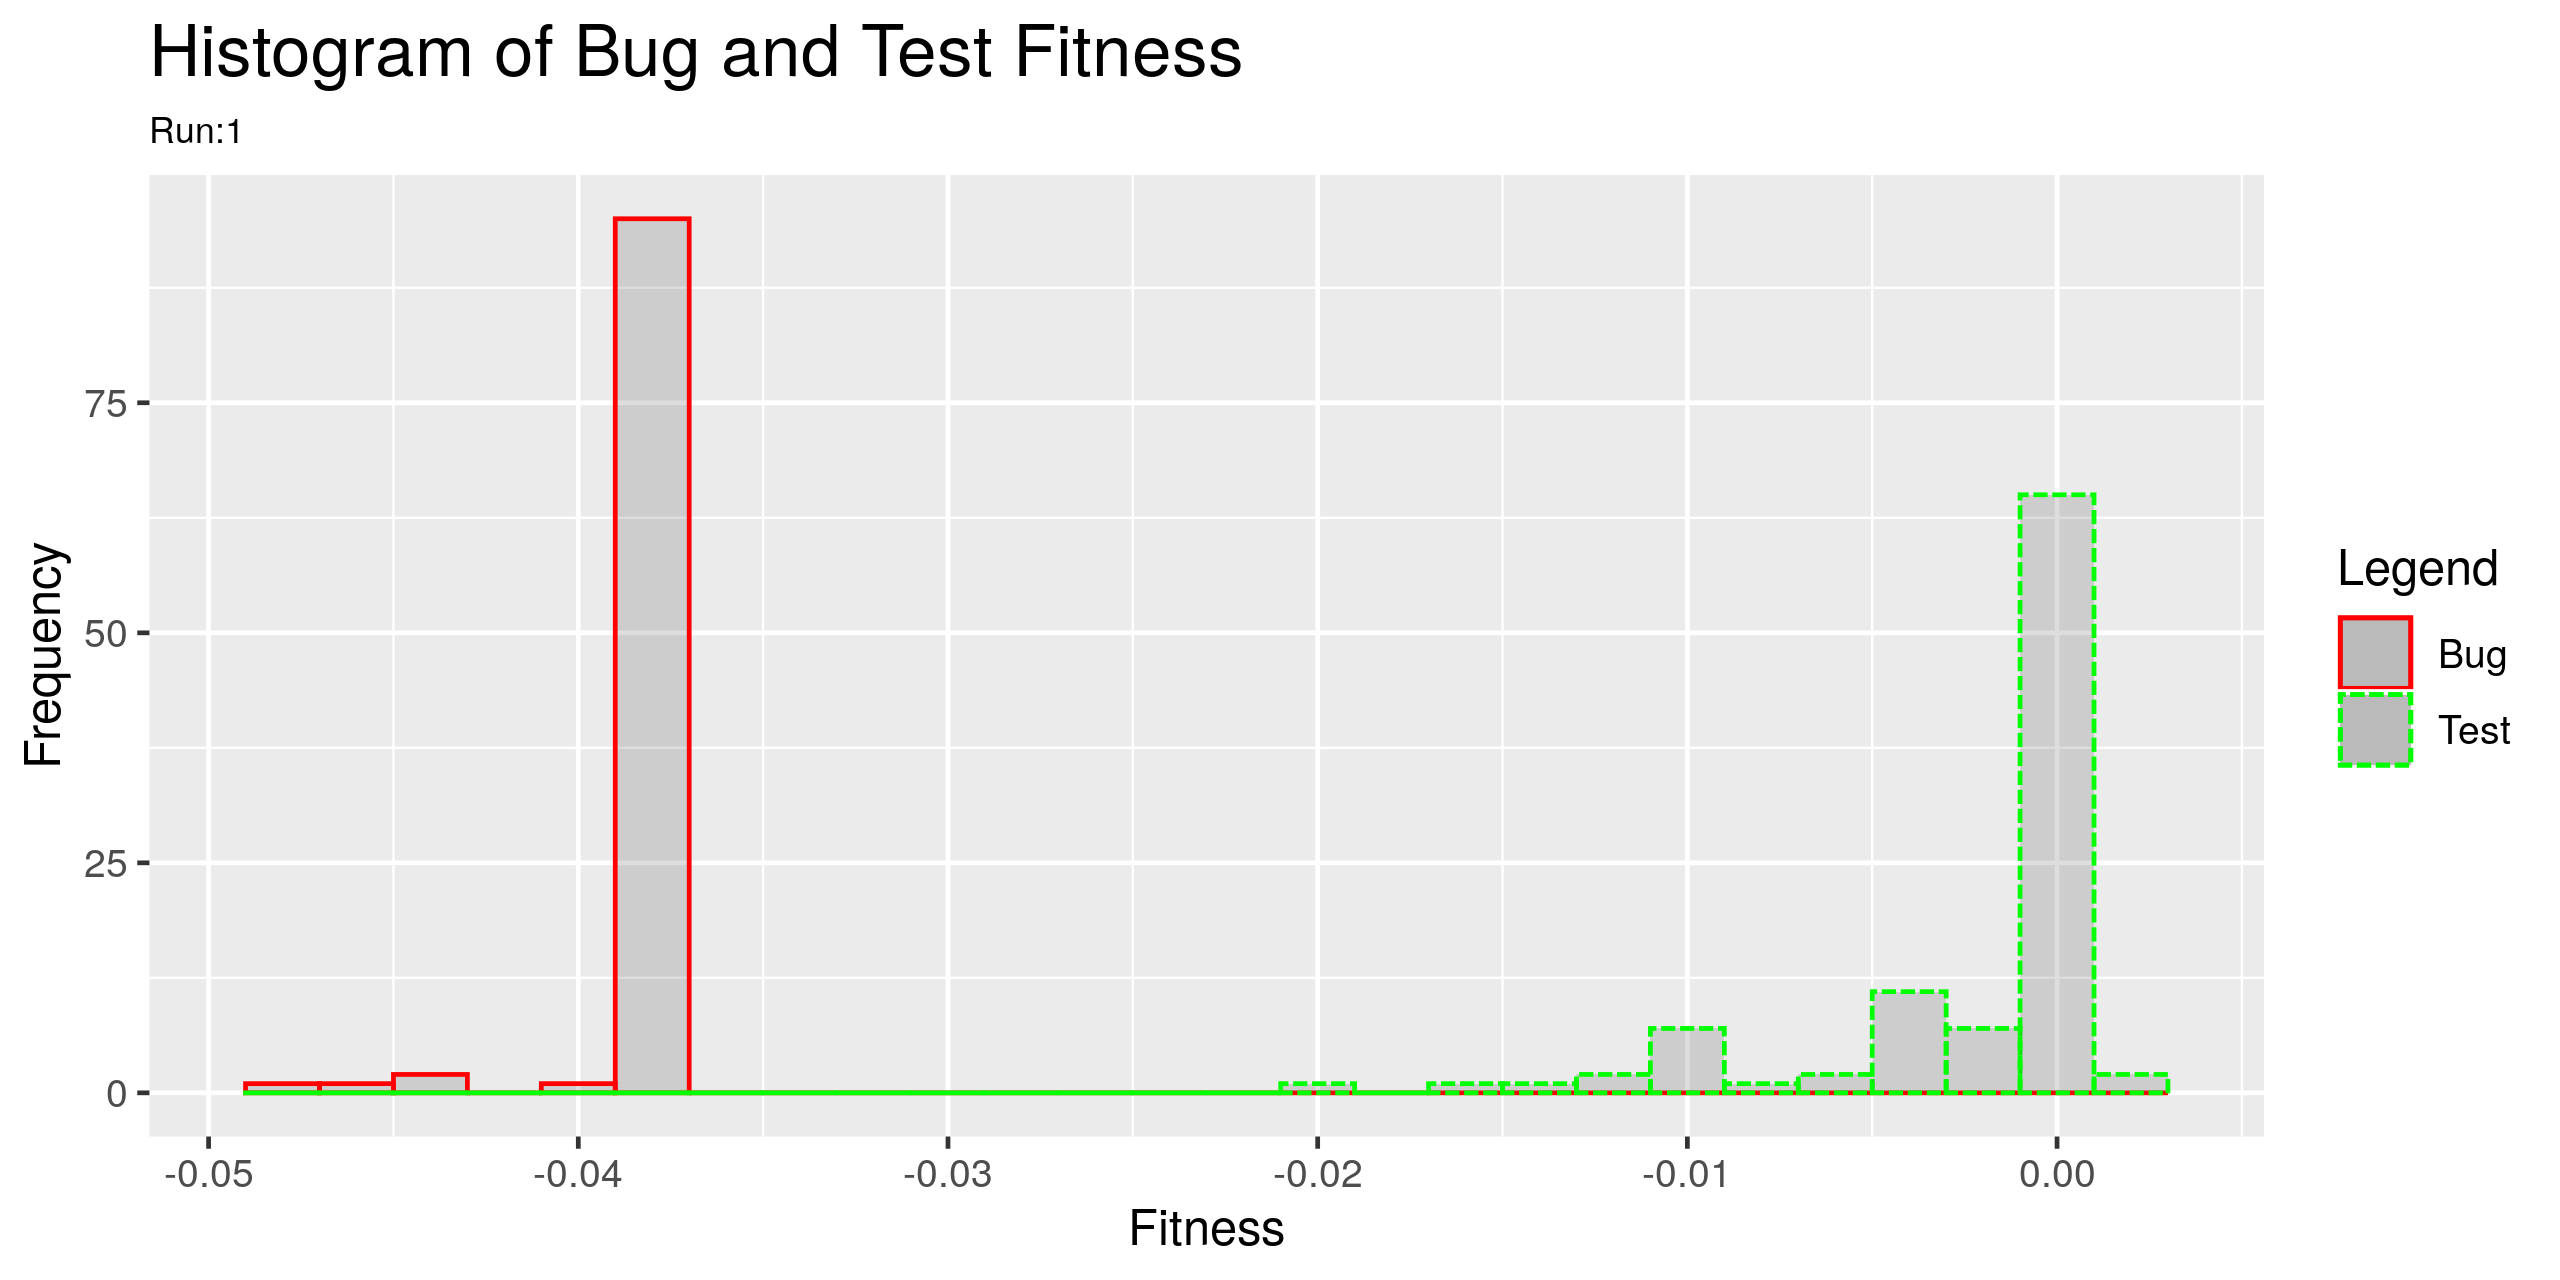 Histogram of Bug and Test Fitness
Run:1
Frequency
75
50
25
0
-0.05
-0.04
-0.03
-0.02
-0.01
0.00
Fitness
Legend
Bug
Test